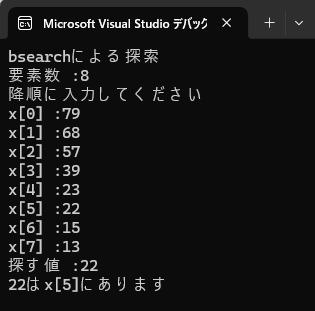 Microsoft Visual Studio デバック
bsearchによる探索
要素数 :8
降順に入力してください
x[0] :79
x[1] :68
x[2] :57
x[3] :39
x[4] :23
x[5] :22
x[6] :15
x[7] :13
探す値 :22
22はx[5]にあります